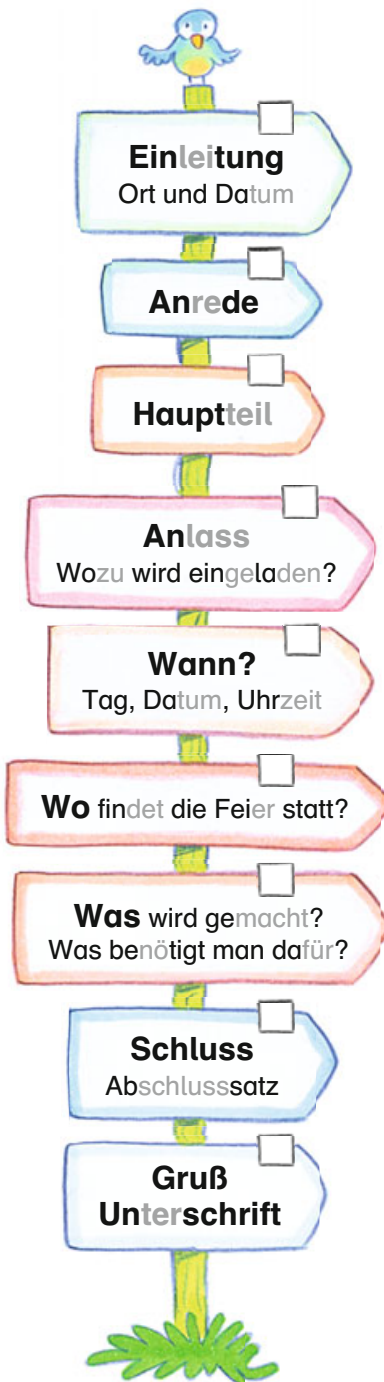 Einleitung
Ort und Datum
Anrede
Hauptteil
Anlass
Wozu wird eingeladen?
Wann?
Tag, Datum, Uhrzeit
Wo findet die Feier statt?
Was wird gemacht?
Was benötigt man dafür?
Schluss
Abschlusssatz
Gruß
Unterschrift